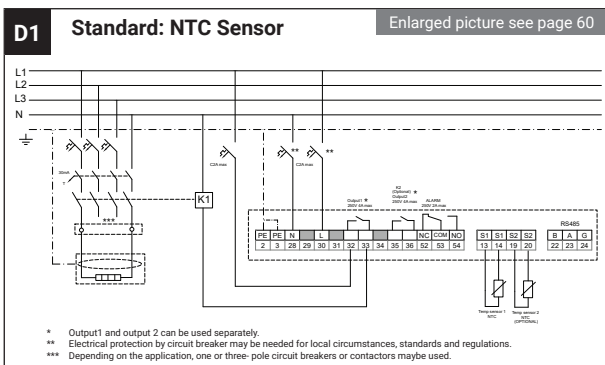 D1
Standard: NTC Sensor
Enlarged picture see page 60
L1
L2
L3
N
30mA
T
***
C2A max
K1
C2A max
**
**
Output1 *
250V 4A max
K2
(Optional) *
Output2
250V 4A max
ALARM
250V 2A max
RS485
PE PE N L NC COM NO S1 S1 S2 S2 B A G
2 3 28 29 30 31 32 33 34 35 36 52 53 54 13 14 19 20 22 23 24
Temp sensor 1
NTC
Temp sensor 2
NTC
(OPTIONAL)
* Output1 and output 2 can be used separately.
** Electrical protection by circuit breaker may be needed for local circumstances, standards and regulations.
*** Depending on the application, one or three- pole circuit breakers or contactors maybe used.